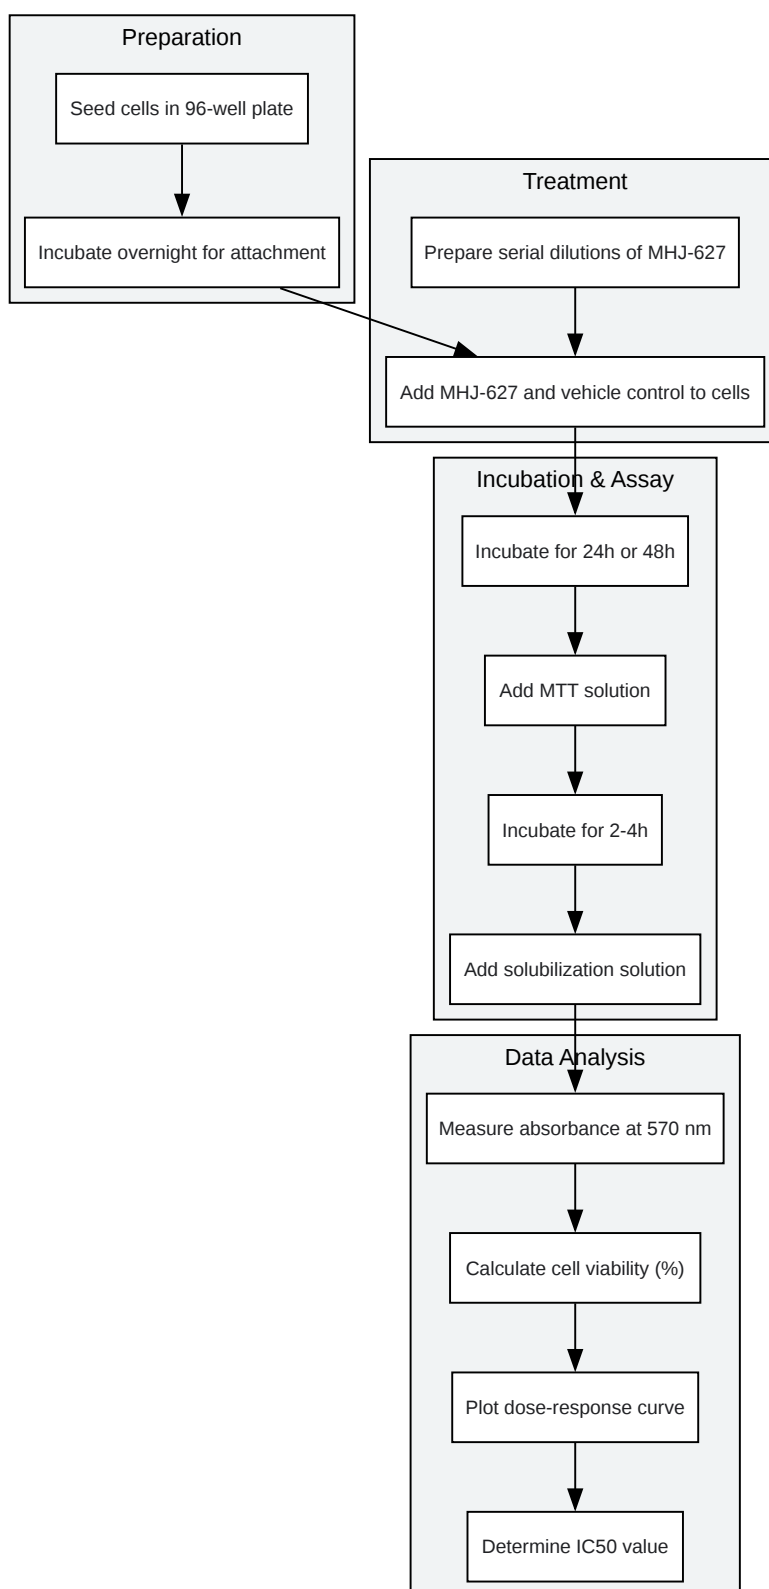 Preparation
Seed cells in 96-well plate
Incubate overnight for attachment
Treatment
Prepare serial dilutions of MHJ-627
Add MHJ-627 and vehicle control to cells
Incubation & Assay
Incubate for 24h or 48h
Add MTT solution
Incubate for 2-4h
Add solubilization solution
Data Analysis
Measure absorbance at 570 nm
Calculate cell viability (%)
Plot dose-response curve
Determine IC50 value